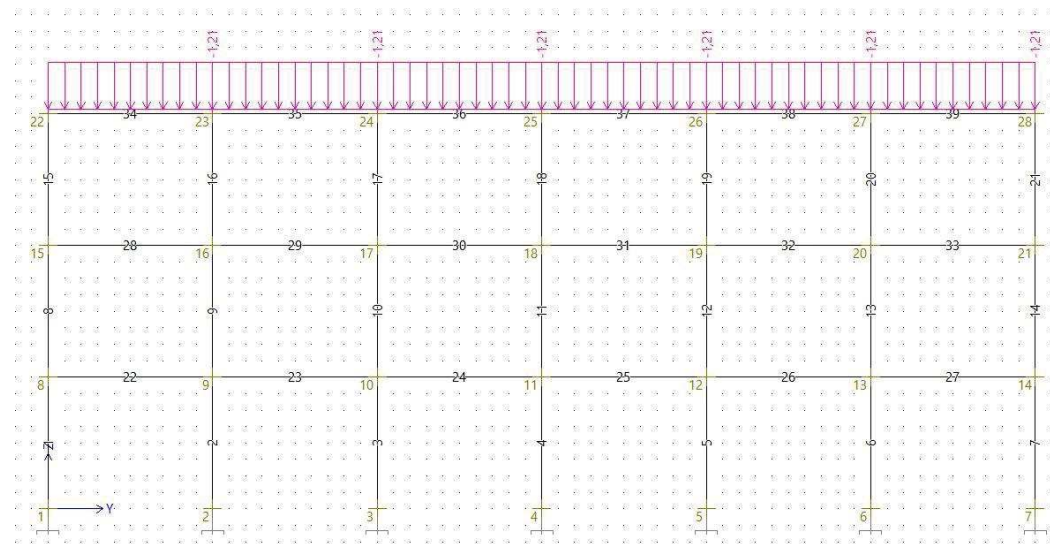 -1,21 -1,21 -1,21 -1,21 -1,21 -1,21
34 35 36 37 38 39
22 23 24 25 26 27 28
15 16 17 18 19 20 21
28 29 30 31 32 33
15 16 17 18 19 20 21
8 9 10 11 12 13 14
22 23 24 25 26 27
8 9 10 11 12 13 14
Z 2 3 4 5 6 7
Y
1 2 3 4 5 6 7